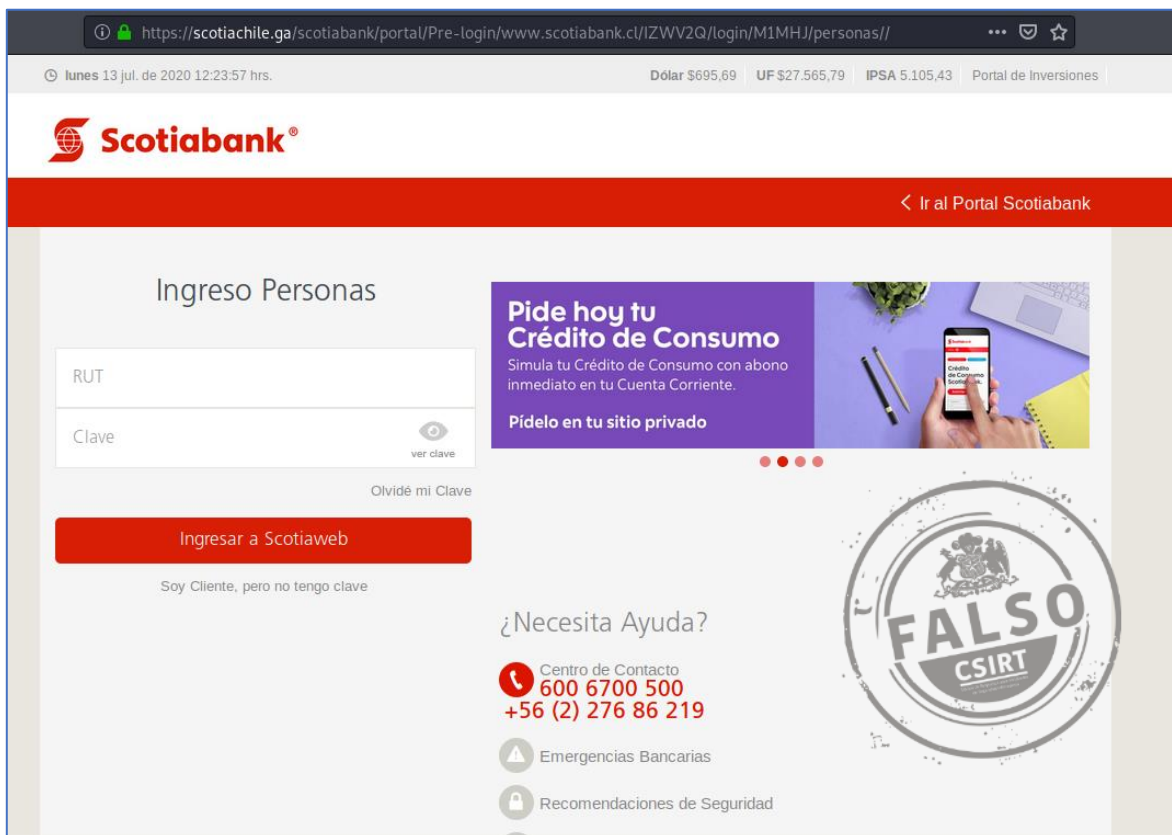 https://scotiachile.ga/scotiabank/portal/Pre-login/www.scotiabank.cl/IZWV2Q/login/M1MHJ/personas//
lunes 13 jul. de 2020 12:23:57 hrs.
Dólar $695,69 UF $27.565,79 IPSA 5.105,43 Portal de Inversiones
Scotiabank®
Ir al Portal Scotiabank
Ingreso Personas
RUT
Clave
ver clave
Olvidé mi Clave
Ingresar a Scotiaweb
Soy Cliente, pero no tengo clave
Pide hoy tu
Crédito de Consumo
Simula tu Crédito de Consumo con abono
inmediato en tu Cuenta Corriente.
Pídelo en tu sitio privado
Scotiabank
Crédito
de Consumo
¿Necesita Ayuda?
Centro de Contacto
600 6700 500
+56 (2) 276 86 219
Emergencias Bancarias
Recomendaciones de Seguridad
FALSO
CSIRT